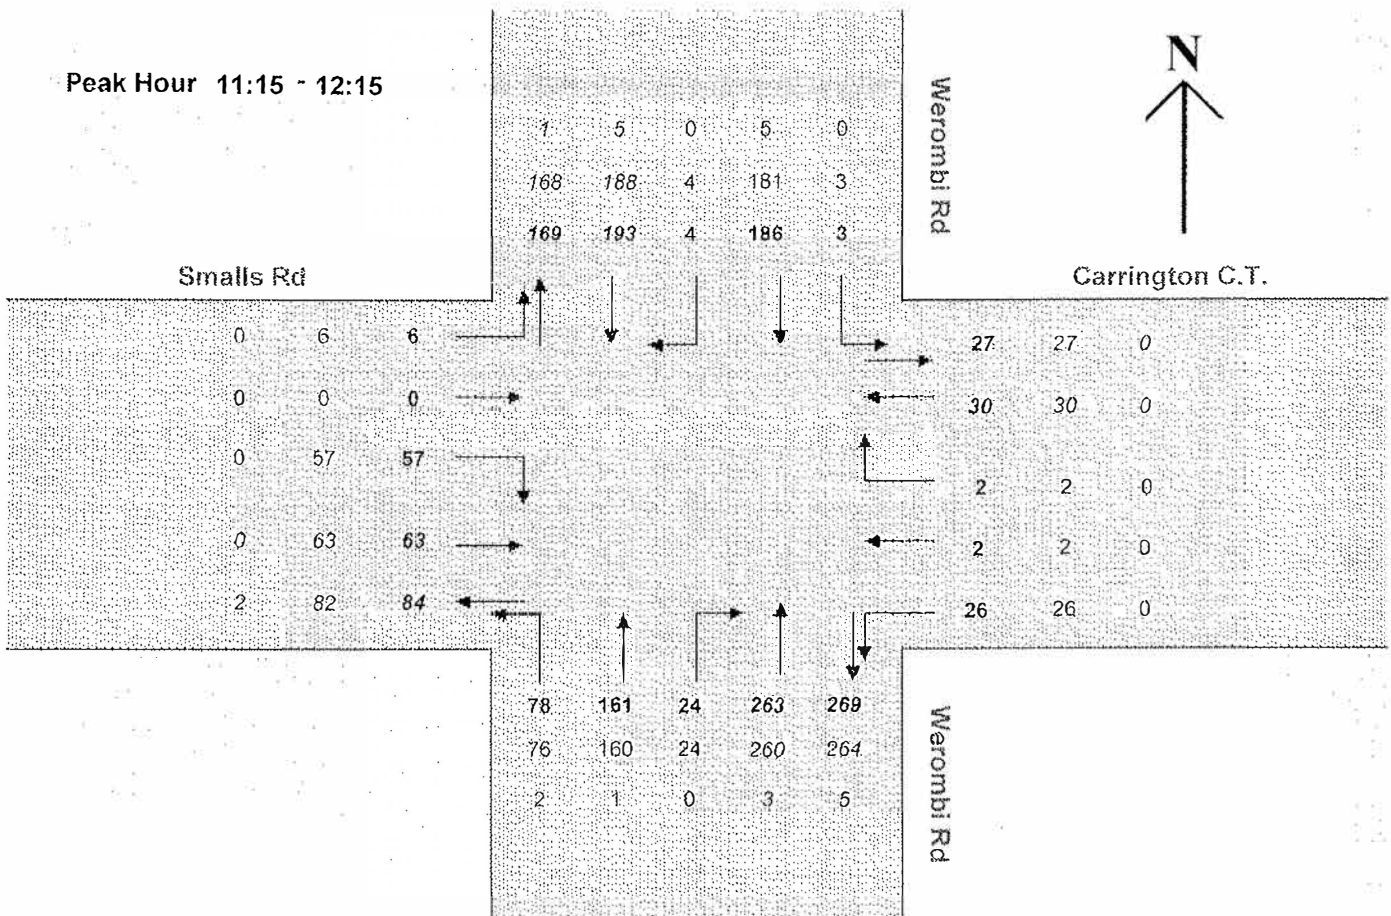 N
Peak Hour 11:15 - 12:15
Werombi Rd
1 5 0 5 0
168 188 4 181 3
169 193 4 186 3
Smalls Rd
Carrington C.T.
0 6 6
27 27 0
0 0 0
30 30 0
0 57 57
2 2 0
0 63 63
2 2 0
2 82 84
26 26 0
78 161 24 263 269
76 160 24 260 264
2 1 0 3 5
Werombi Rd